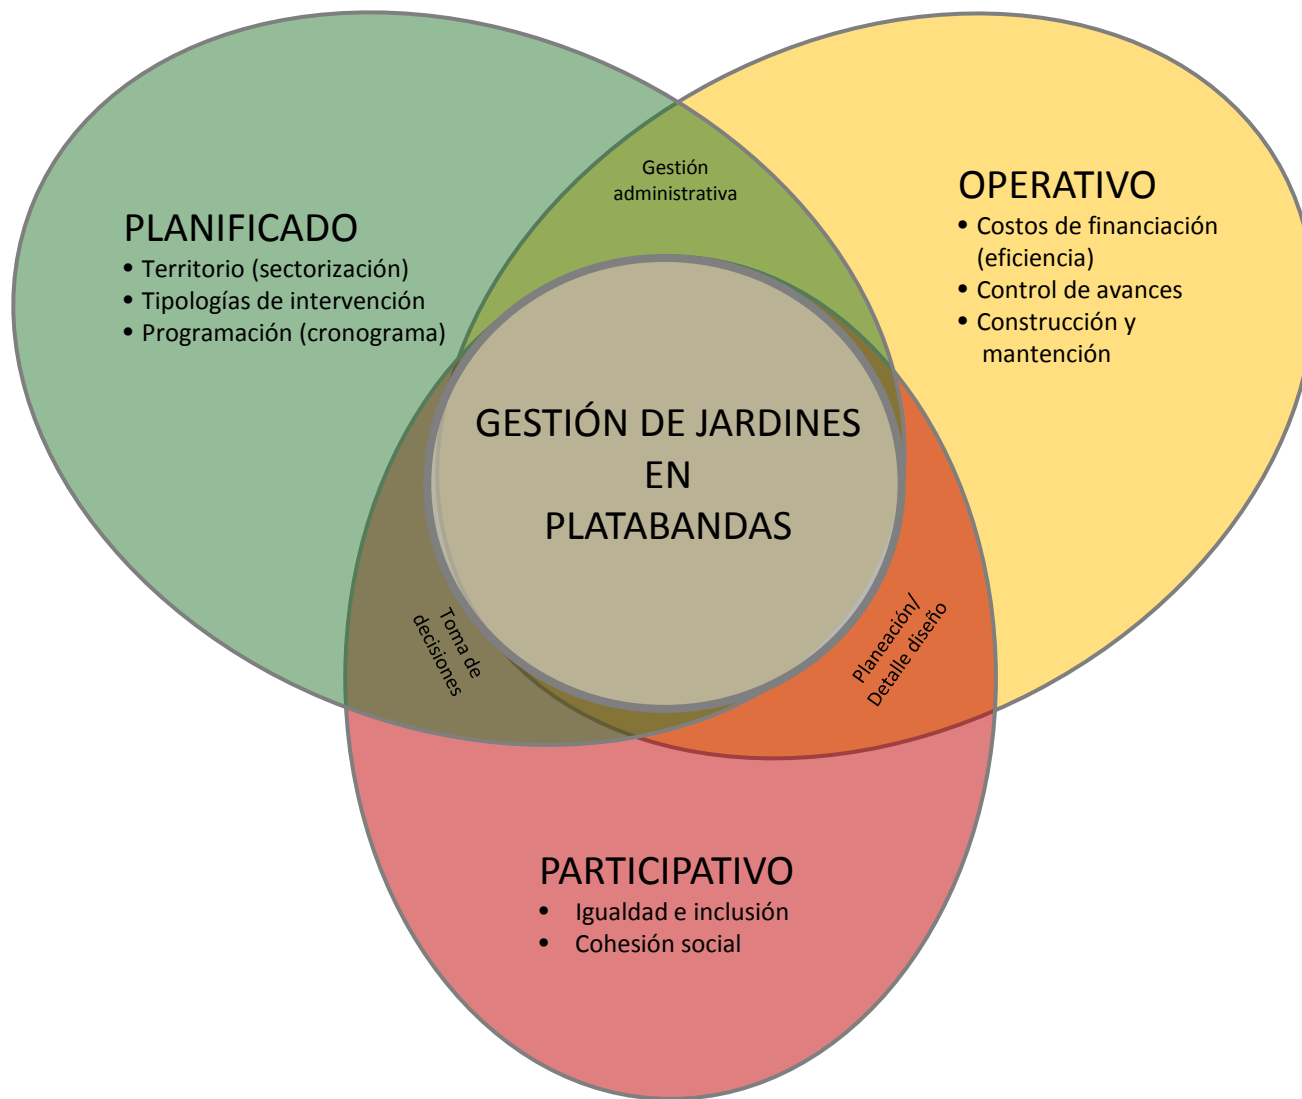 Gestión
administrativa
PLANIFICADO
• Territorio (sectorización)
• Tipologías de intervención
• Programación (cronograma)
OPERATIVO
• Costos de financiación
(eficiencia)
• Control de avances
• Construcción y
mantención
GESTIÓN DE JARDINES
EN
PLATABANDAS
Toma de
decisiones
Planeación/
Detalle diseño
PARTICIPATIVO
• Igualdad e inclusión
• Cohesión social